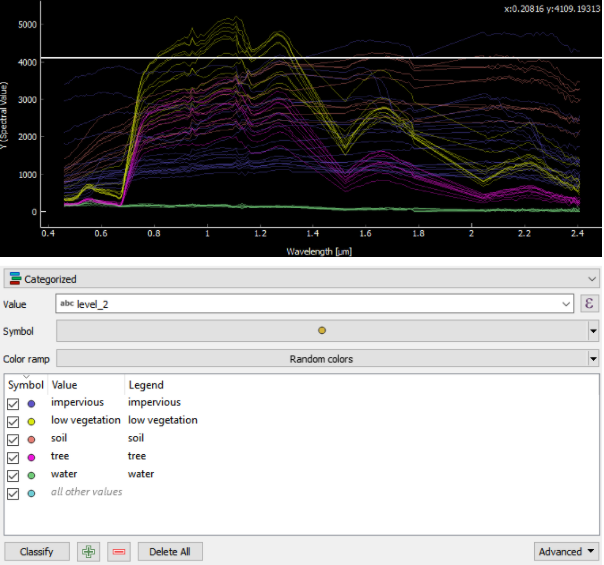 x:0.20816 y:4109.19313
5000
4000
3000
2000
1000
0
Y (Spectral Value)
0.4 0.6 0.8 1 1.2 1.4 1.6 1.8 2 2.2 2.4
Wavelength [µm]
Categorized
Value abc level_2 ε
Symbol
Color ramp Random colors
Symbol Value Legend
impervious impervious
low vegetation low vegetation
soil soil
tree tree
water water
all other values
Classify Delete All Advanced